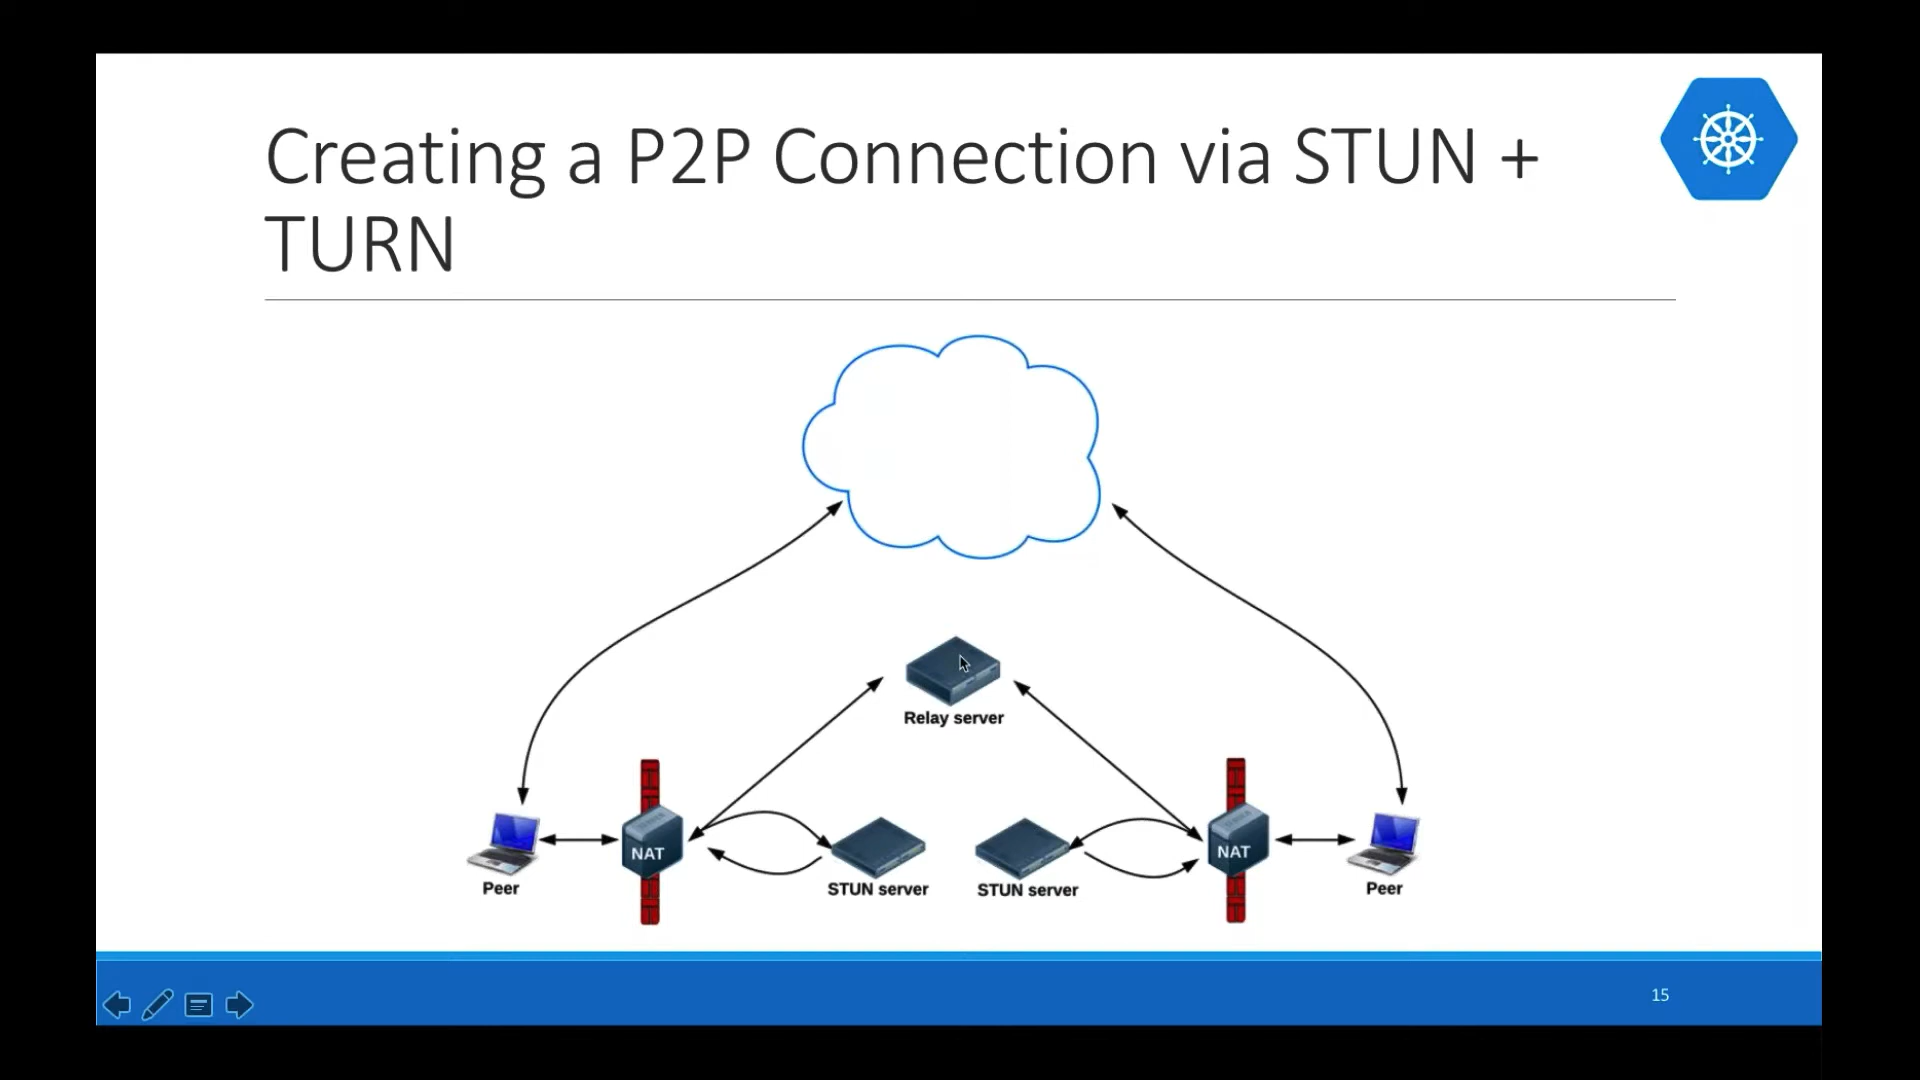 Creating a P2P Connection via STUN +
TURN
Relay server
NAT
NAT
Peer
STUN server
STUN server
Peer
15